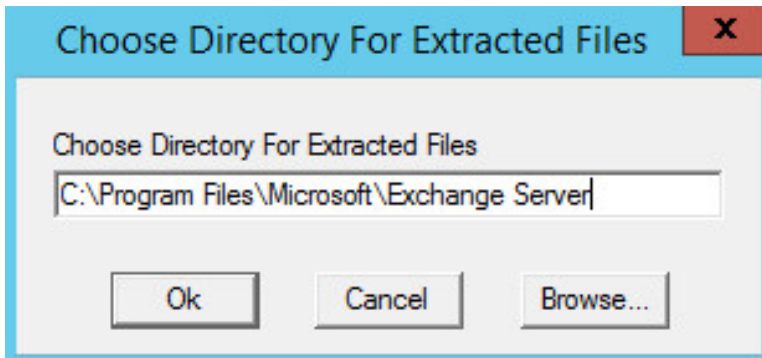 Choose Directory For Extracted Files
x
Choose Directory For Extracted Files
C:\Program Files\Microsoft\Exchange Server
Ok Cancel Browse...